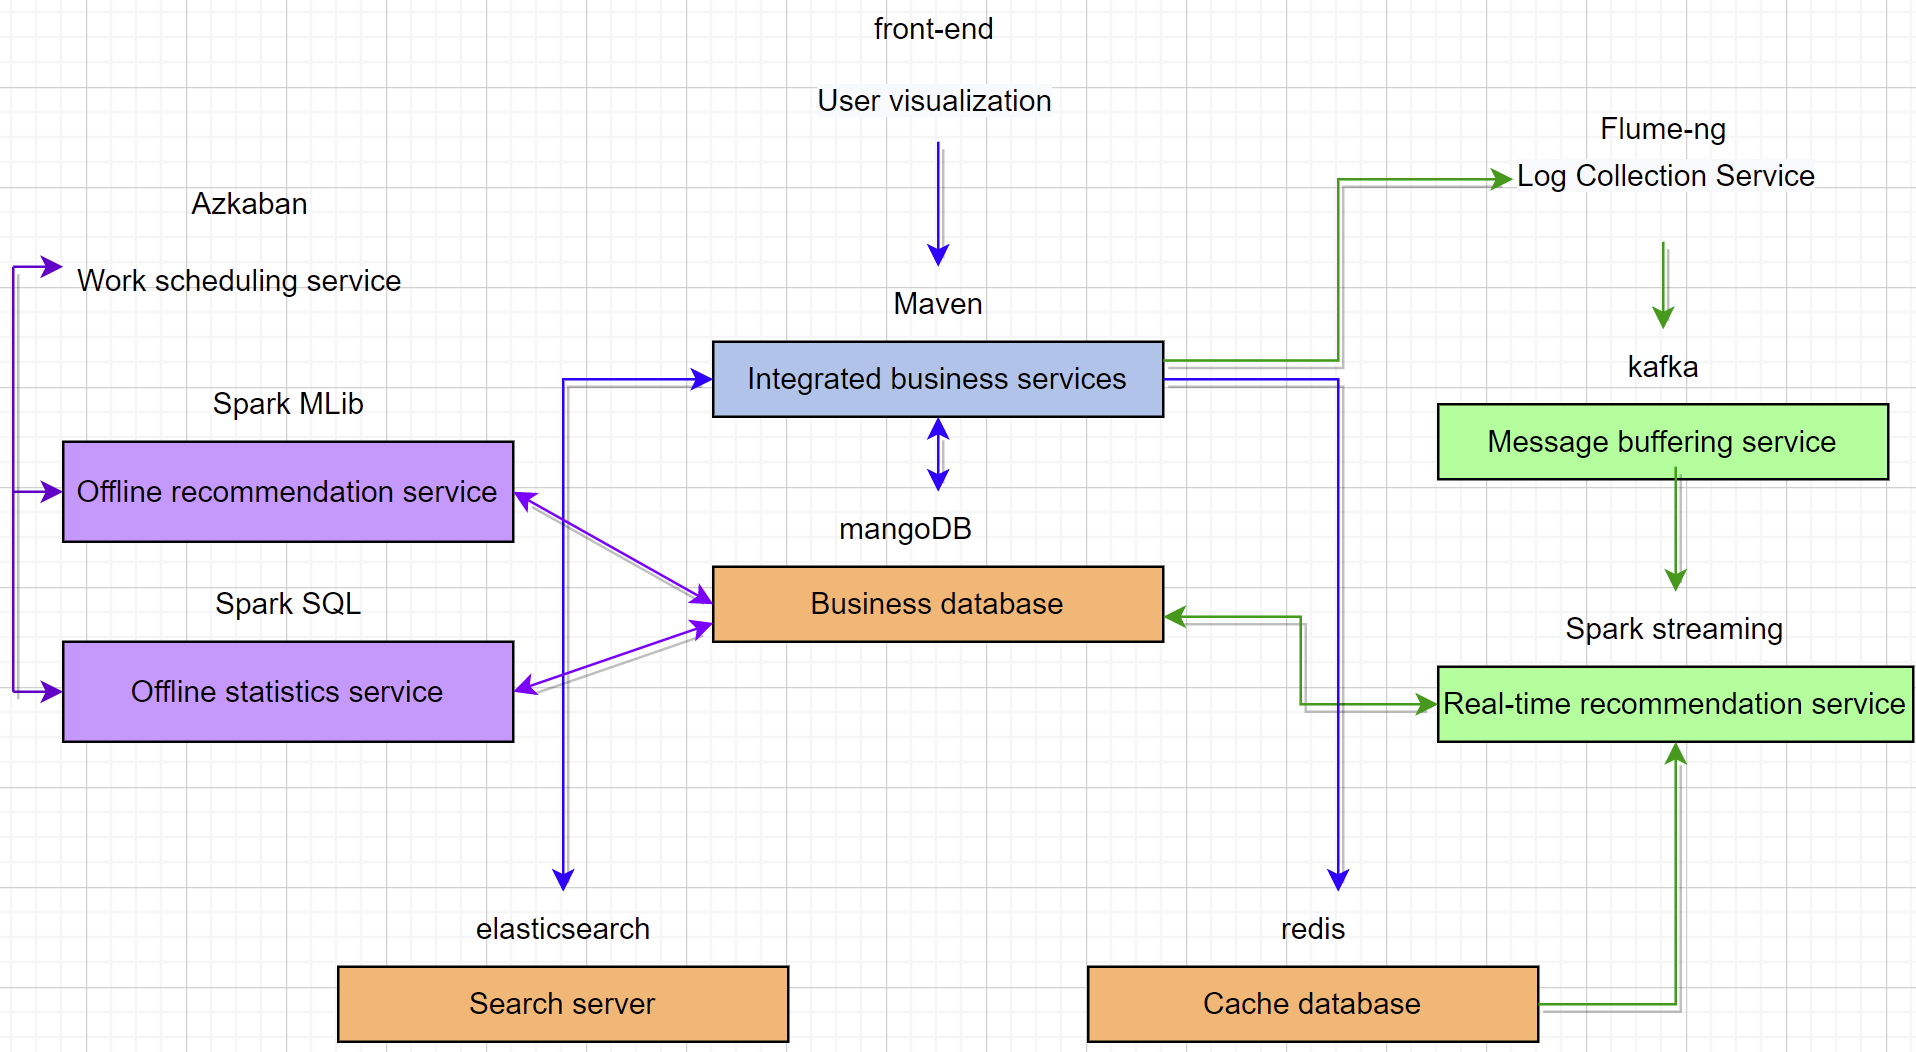 front-end
User visualization
Flume-ng
Log Collection Service
Azkaban
Work scheduling service
Maven
Integrated business services
kafka
Message buffering service
Spark MLib
Offline recommendation service
mangoDB
Business database
Spark SQL
Offline statistics service
Spark streaming
Real-time recommendation service
elasticsearch
Search server
redis
Cache database